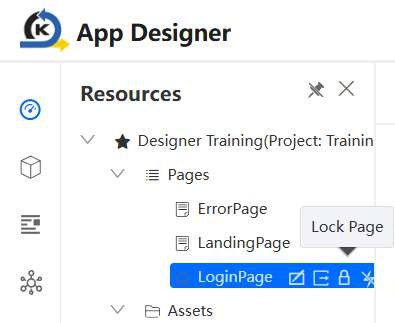 K
App Designer
Resources
Designer Training(Project: Trainin
Pages
ErrorPage
Lock Page
LandingPage
LoginPage
Assets